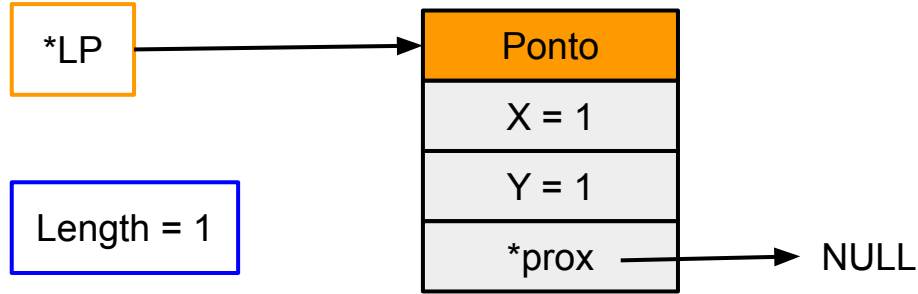 *LP
Ponto
X = 1
Y = 1
Length = 1
*prox
NULL